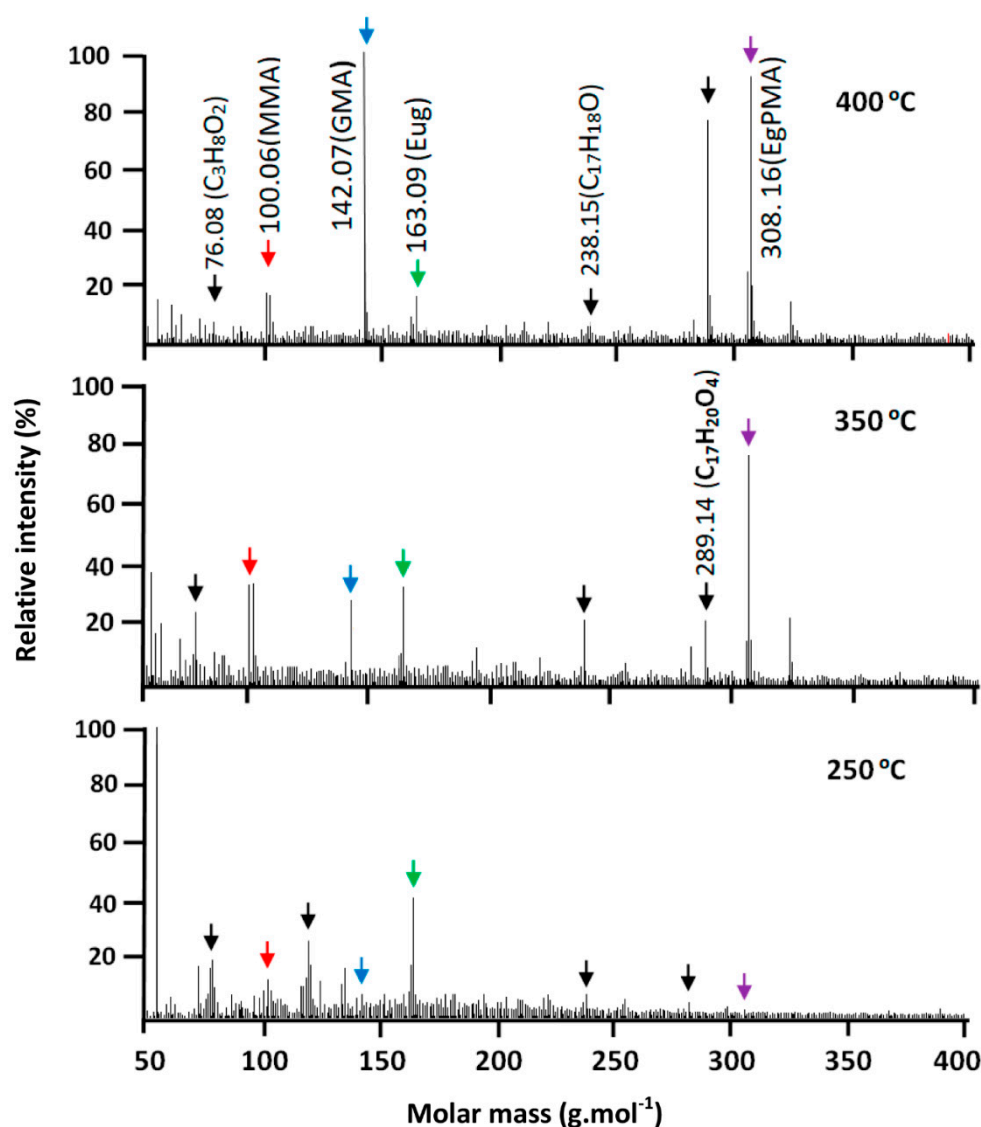 Relative intensity (%)
100
80
60
40
20
76.08 (C₃H₈O₂)
100.06(MMA)
142.07(GMA)
163.09 (Eug)
238.15(C₁₇H₁₈O)
308. 16(EgPMA)
400 °C
100
80
60
40
20
289.14 (C₁₇H₂₀O₄)
350 °C
100
80
60
40
20
250 °C
50 100 150 200 250 300 350 400
Molar mass (g.mol⁻¹)